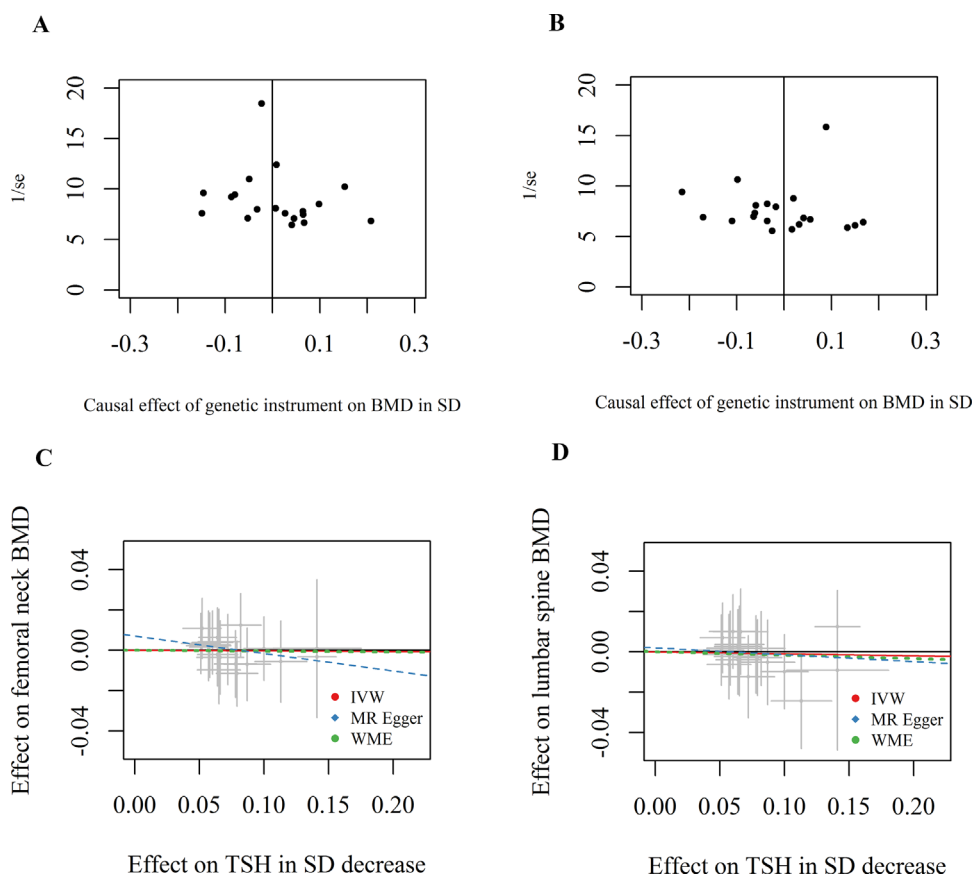 A
1/se
20
15
10
5
0
-0.3
-0.1
0.1
0.3
Causal effect of genetic instrument on BMD in SD
B
1/se
20
15
10
5
0
-0.3
-0.1
0.1
0.3
Causal effect of genetic instrument on BMD in SD
C
Effect on femoral neck BMD
0.04
0.00
-0.04
IVW
MR Egger
WME
0.00
0.05
0.10
0.15
0.20
Effect on TSH in SD decrease
D
Effect on lumbar spine BMD
0.04
0.00
-0.04
IVW
MR Egger
WME
0.00
0.05
0.10
0.15
0.20
Effect on TSH in SD decrease